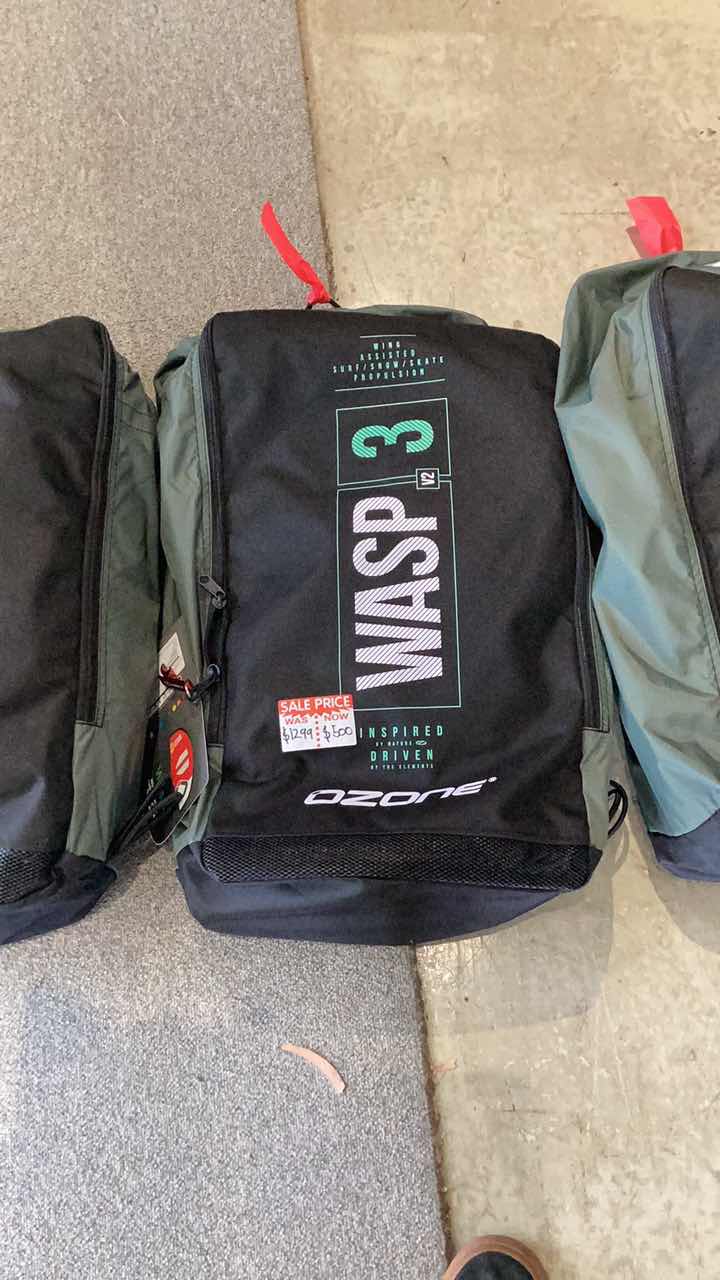 WING
ASSISTED
SURF/SNOW/SKATE
PROPULSION
3
V2
WASP
SALE PRICE
WAS NOW
$1299 $500
INSPIRED
BY NATURE
DRIVEN
BY THE ELEMENTS
OZONE